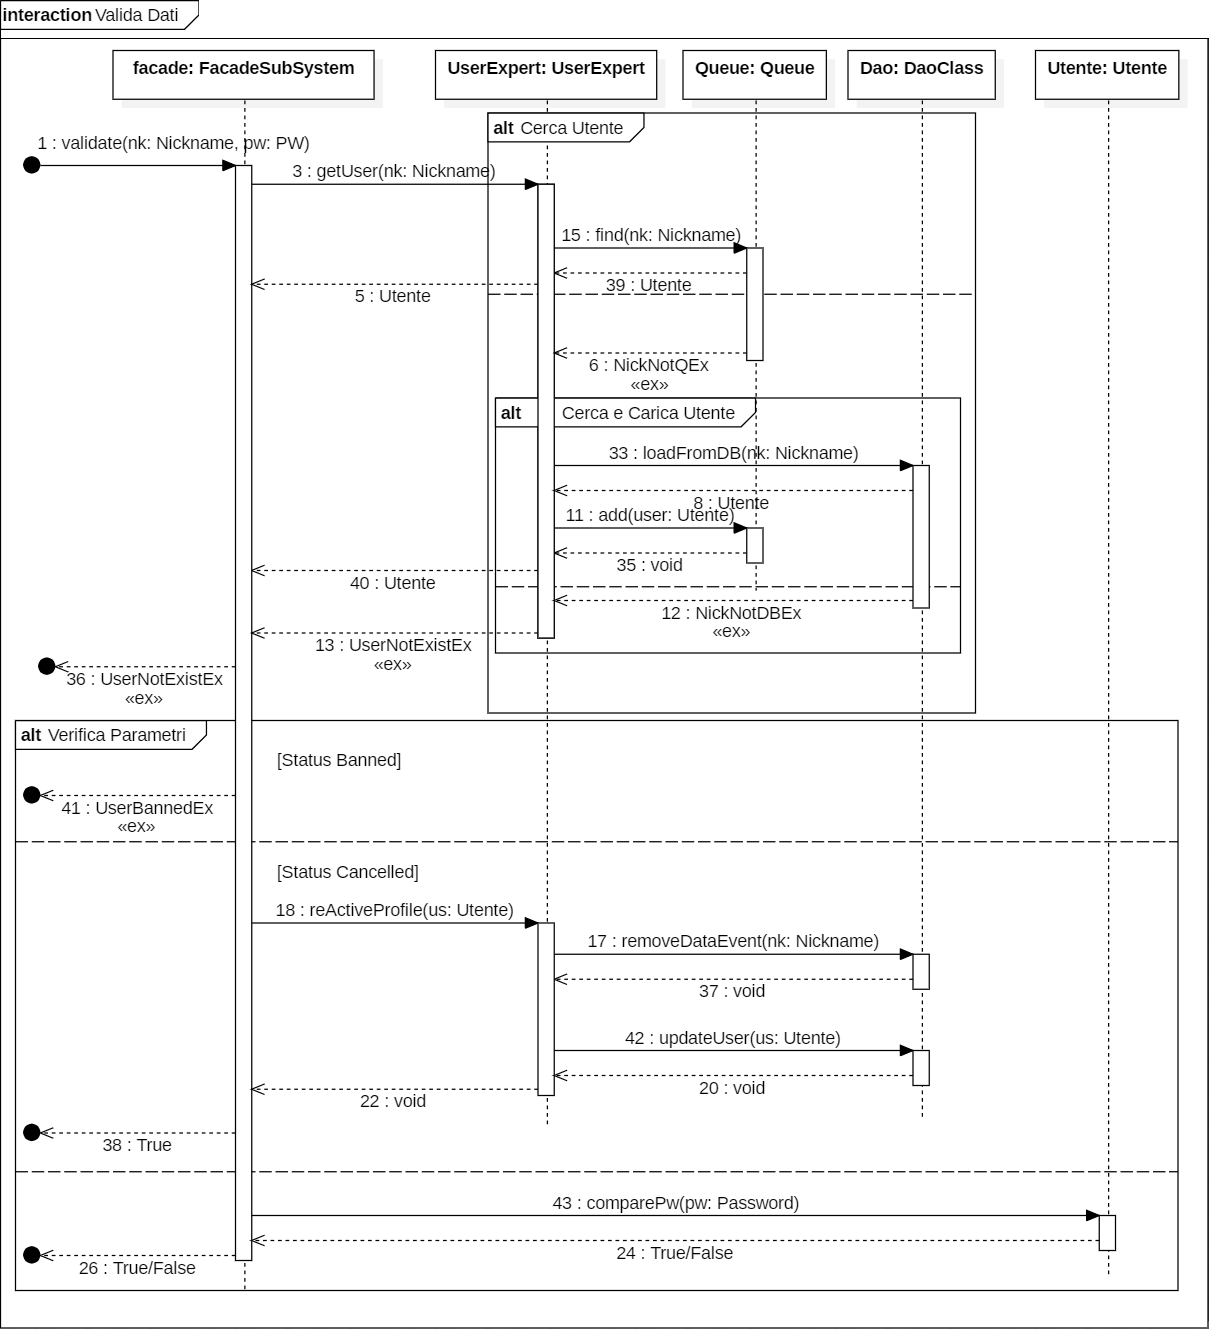 interaction Valida Dati
facade: FacadeSubSystem
UserExpert: UserExpert
Queue: Queue
Dao: DaoClass
Utente: Utente
alt Cerca Utente
1 : validate(nk: Nickname, pw: PW)
3 : getUser(nk: Nickname)
15 : find(nk: Nickname)
39 : Utente
5 : Utente
6 : NickNotQEx
«ex»
alt Cerca e Carica Utente
33 : loadFromDB(nk: Nickname)
8 : Utente
11 : add(user: Utente)
35 : void
40 : Utente
12 : NickNotDBEx
«ex»
13 : UserNotExistEx
«ex»
36 : UserNotExistEx
«ex»
alt Verifica Parametri
[Status Banned]
41 : UserBannedEx
«ex»
[Status Cancelled]
18 : reActiveProfile(us: Utente)
17 : removeDataEvent(nk: Nickname)
37 : void
42 : updateUser(us: Utente)
20 : void
22 : void
38 : True
43 : comparePw(pw: Password)
24 : True/False
26 : True/False